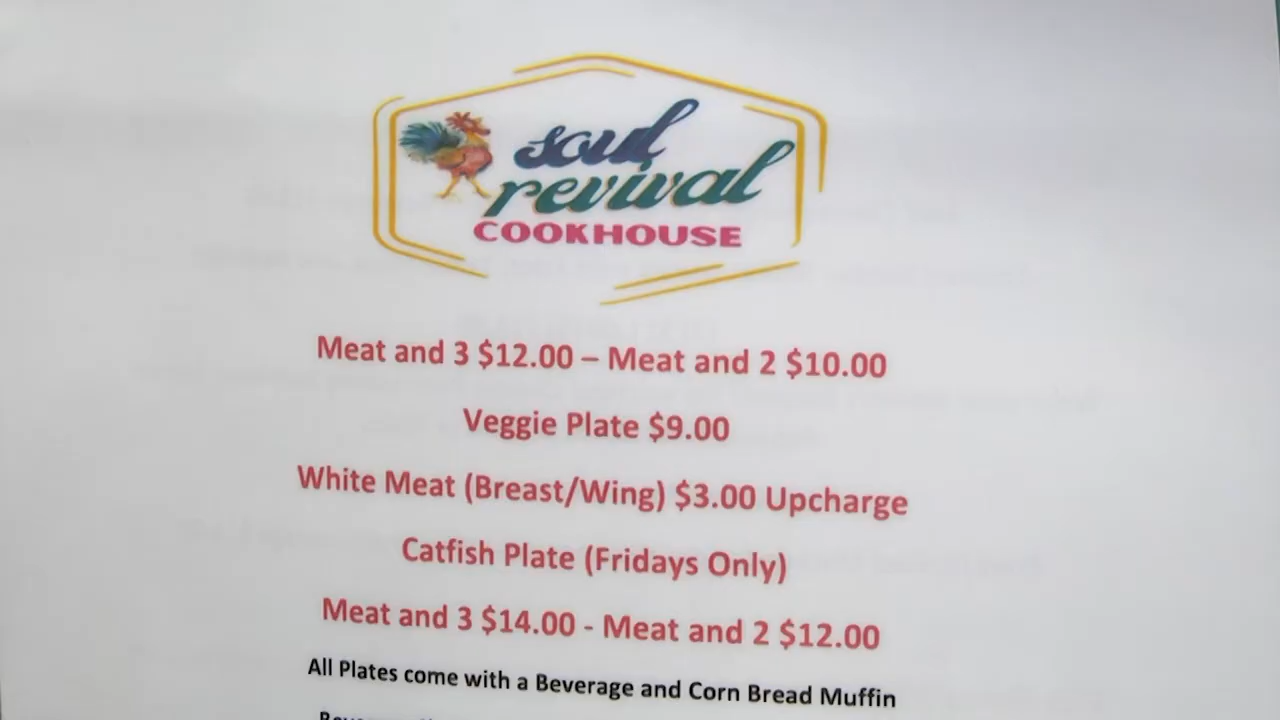 soul
revival
COOKHOUSE
Meat and 3 $12.00 – Meat and 2 $10.00
Veggie Plate $9.00
White Meat (Breast/Wing) $3.00 Upcharge
Catfish Plate (Fridays Only)
Meat and 3 $14.00 - Meat and 2 $12.00
All Plates come with a Beverage and Corn Bread Muffin